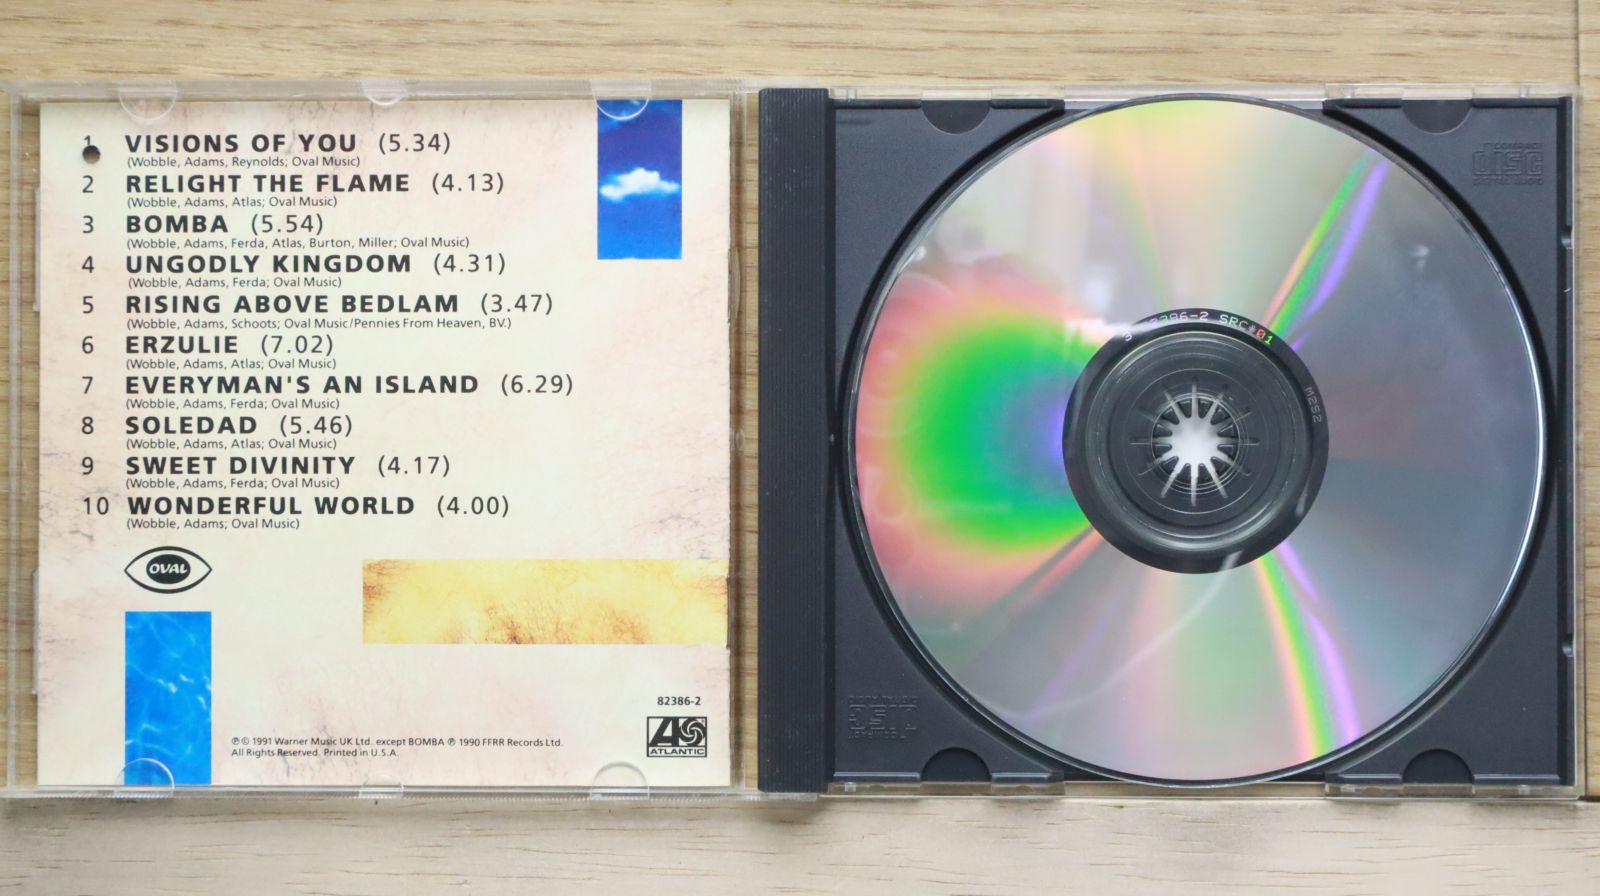 1 VISIONS OF YOU (5.34)
(Wobble, Adams, Reynolds; Oval Music)
2 RELIGHT THE FLAME (4.13)
(Wobble, Adams, Atlas; Oval Music)
3 BOMBA (5.54)
(Wobble, Adams, Ferda, Atlas, Burton, Miller; Oval Music)
4 UNGODLY KINGDOM (4.31)
(Wobble, Adams, Ferda; Oval Music)
5 RISING ABOVE BEDLAM (3.47)
(Wobble, Adams, Schoots; Oval Music/Pennies From Heaven, BV.)
6 ERZULIE (7.02)
(Wobble, Adams, Atlas; Oval Music)
7 EVERYMAN'S AN ISLAND (6.29)
(Wobble, Adams, Ferda; Oval Music)
8 SOLEDAD (5.46)
(Wobble, Adams, Atlas; Oval Music)
9 SWEET DIVINITY (4.17)
(Wobble, Adams, Ferda; Oval Music)
10 WONDERFUL WORLD (4.00)
(Wobble, Adams; Oval Music)
OVAL
82386-2
ATLANTIC
℗ © 1991 Warner Music UK Ltd. except BOMBA ℗ 1990 FFRR Records Ltd.
All Rights Reserved. Printed in U.S.A.
COMPACT
disc
DIGITAL AUDIO
SRC#01
M2S2
COMPACT
disc
DIGITAL AUDIO